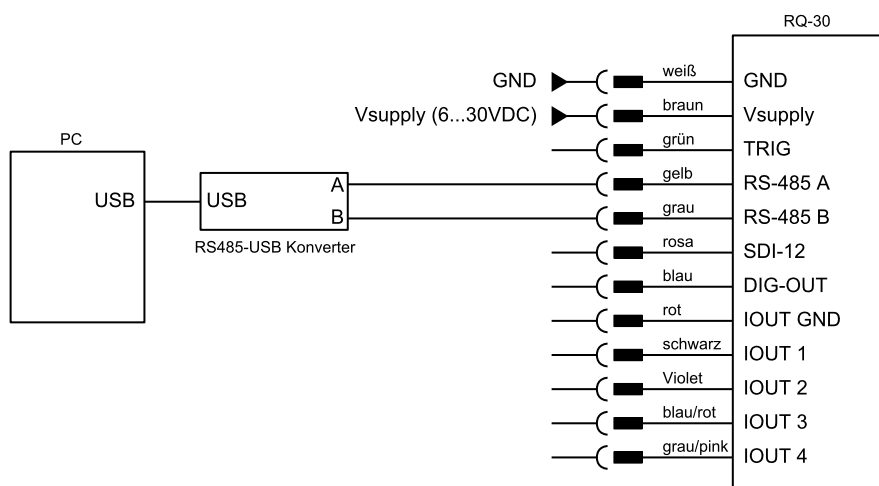 RQ-30
GND
weiß
GND
Vsupply (6...30VDC)
braun
Vsupply
PC
grün
TRIG
USB
USB
A
gelb
RS-485 A
B
grau
RS-485 B
RS485-USB Konverter
rosa
SDI-12
blau
DIG-OUT
rot
IOUT GND
schwarz
IOUT 1
Violet
IOUT 2
blau/rot
IOUT 3
grau/pink
IOUT 4